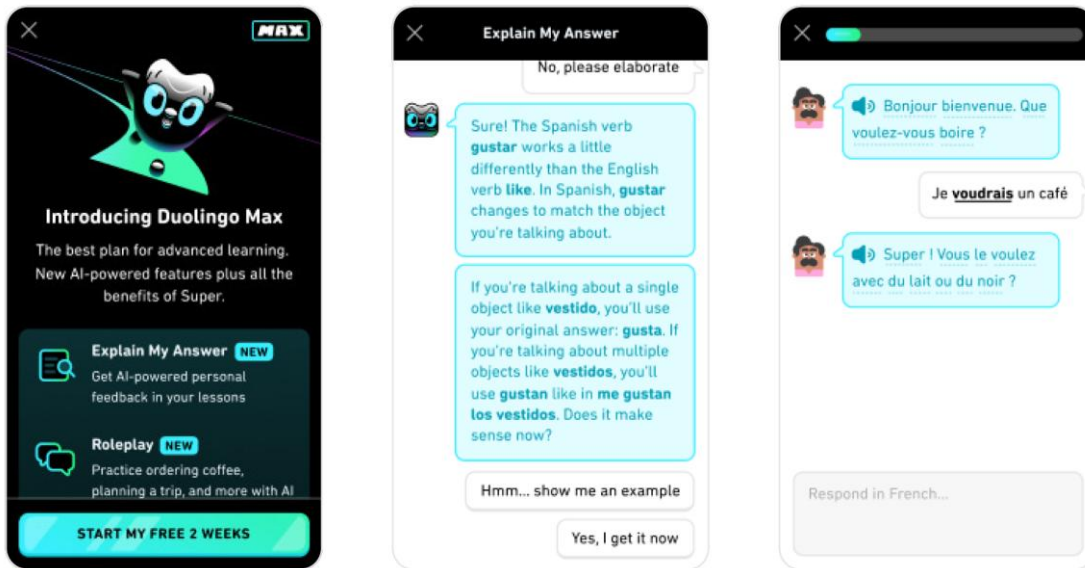 MAX
Introducing Duolingo Max
The best plan for advanced learning.
New AI-powered features plus all the
benefits of Super.
Explain My Answer NEW
Get AI-powered personal
feedback in your lessons
Roleplay NEW
Practice ordering coffee,
planning a trip, and more with AI
START MY FREE 2 WEEKS
Explain My Answer
No, please elaborate
Sure! The Spanish verb
gustar works a little
differently than the English
verb like. In Spanish, gustar
changes to match the object
you're talking about.
If you're talking about a single
object like vestido, you'll use
your original answer: gusta. If
you're talking about multiple
objects like vestidos, you'll
use gustan like in me gustan
los vestidos. Does it make
sense now?
Hmm... show me an example
Yes, I get it now
Bonjour bienvenue. Que
voulez-vous boire ?
Je voudrais un café
Super ! Vous le voulez
avec du lait ou du noir ?
Respond in French...